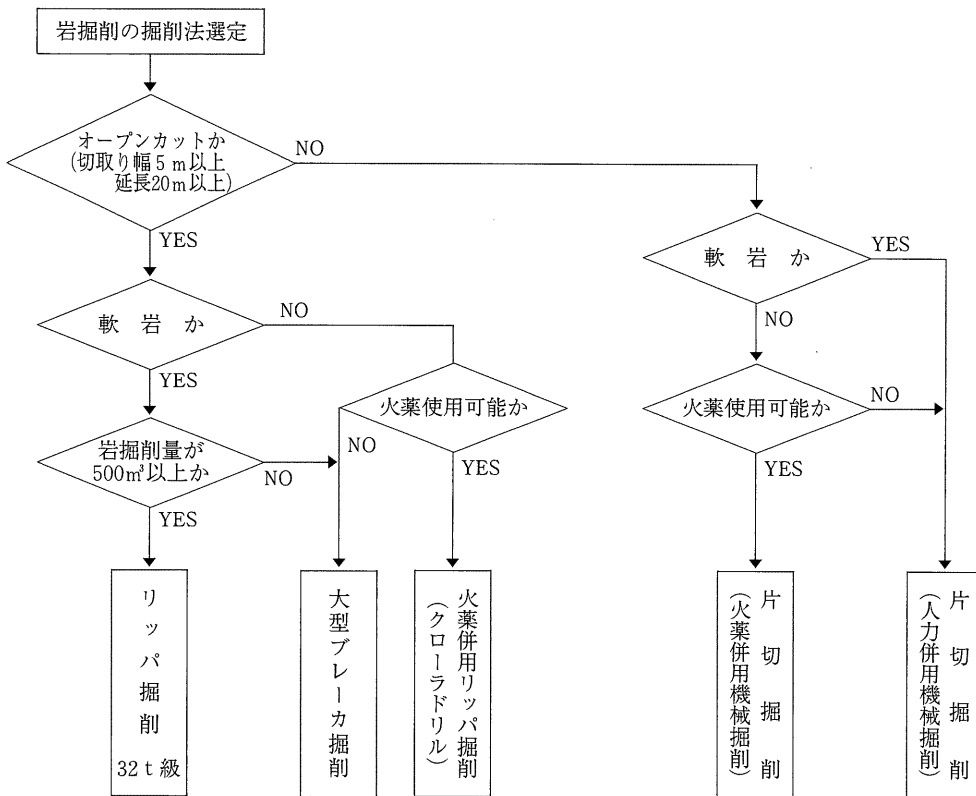 岩掘削の掘削法選定
オープンカットか
(切取り幅5m以上
延長20m以上)
NO
YES
軟岩か
YES
NO
軟岩か
NO
YES
火薬使用可能か
NO
YES
火薬使用可能か
NO
YES
岩掘削量が
500㎥以上か
NO
YES
リッパ掘削
32t級
大型ブレーカ掘削
火薬併用リッパ掘削
(クローラドリル)
片切掘削
(火薬併用機械掘削)
片切掘削
(人力併用機械掘削)